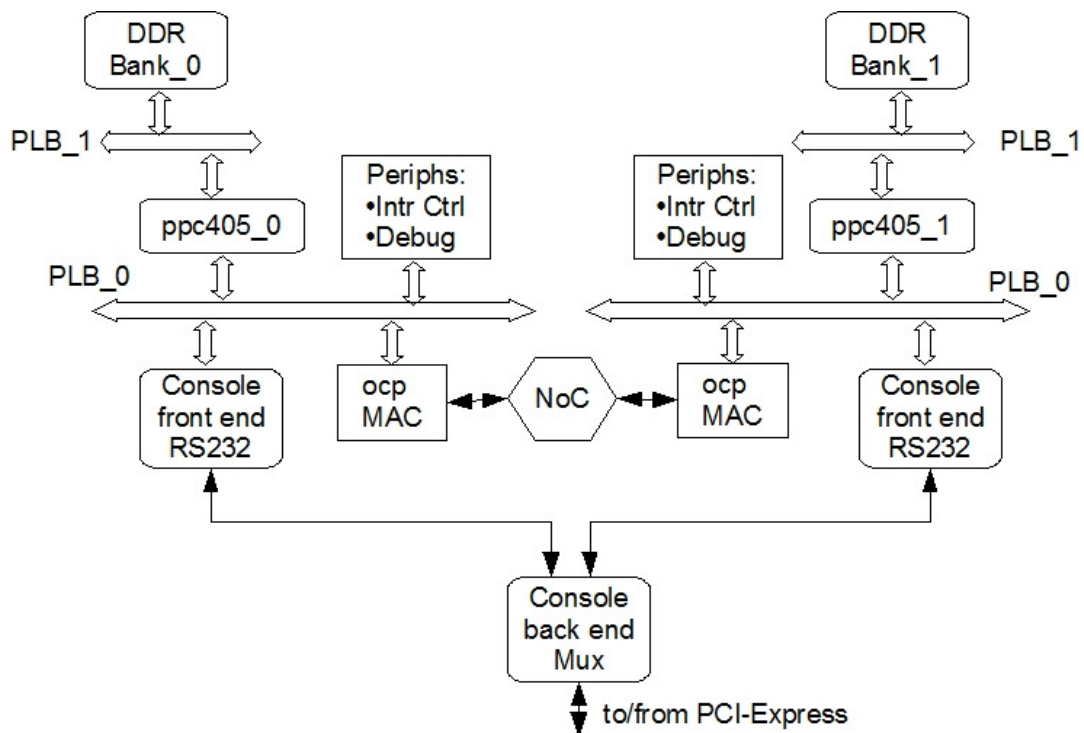 DDR
Bank_0
DDR
Bank_1
PLB_1
PLB_1
Periphs:
•Intr Ctrl
•Debug
Periphs:
•Intr Ctrl
•Debug
ppc405_0
ppc405_1
PLB_0
PLB_0
Console
front end
RS232
ocp
MAC
NoC
ocp
MAC
Console
front end
RS232
Console
back end
Mux
to/from PCI-Express